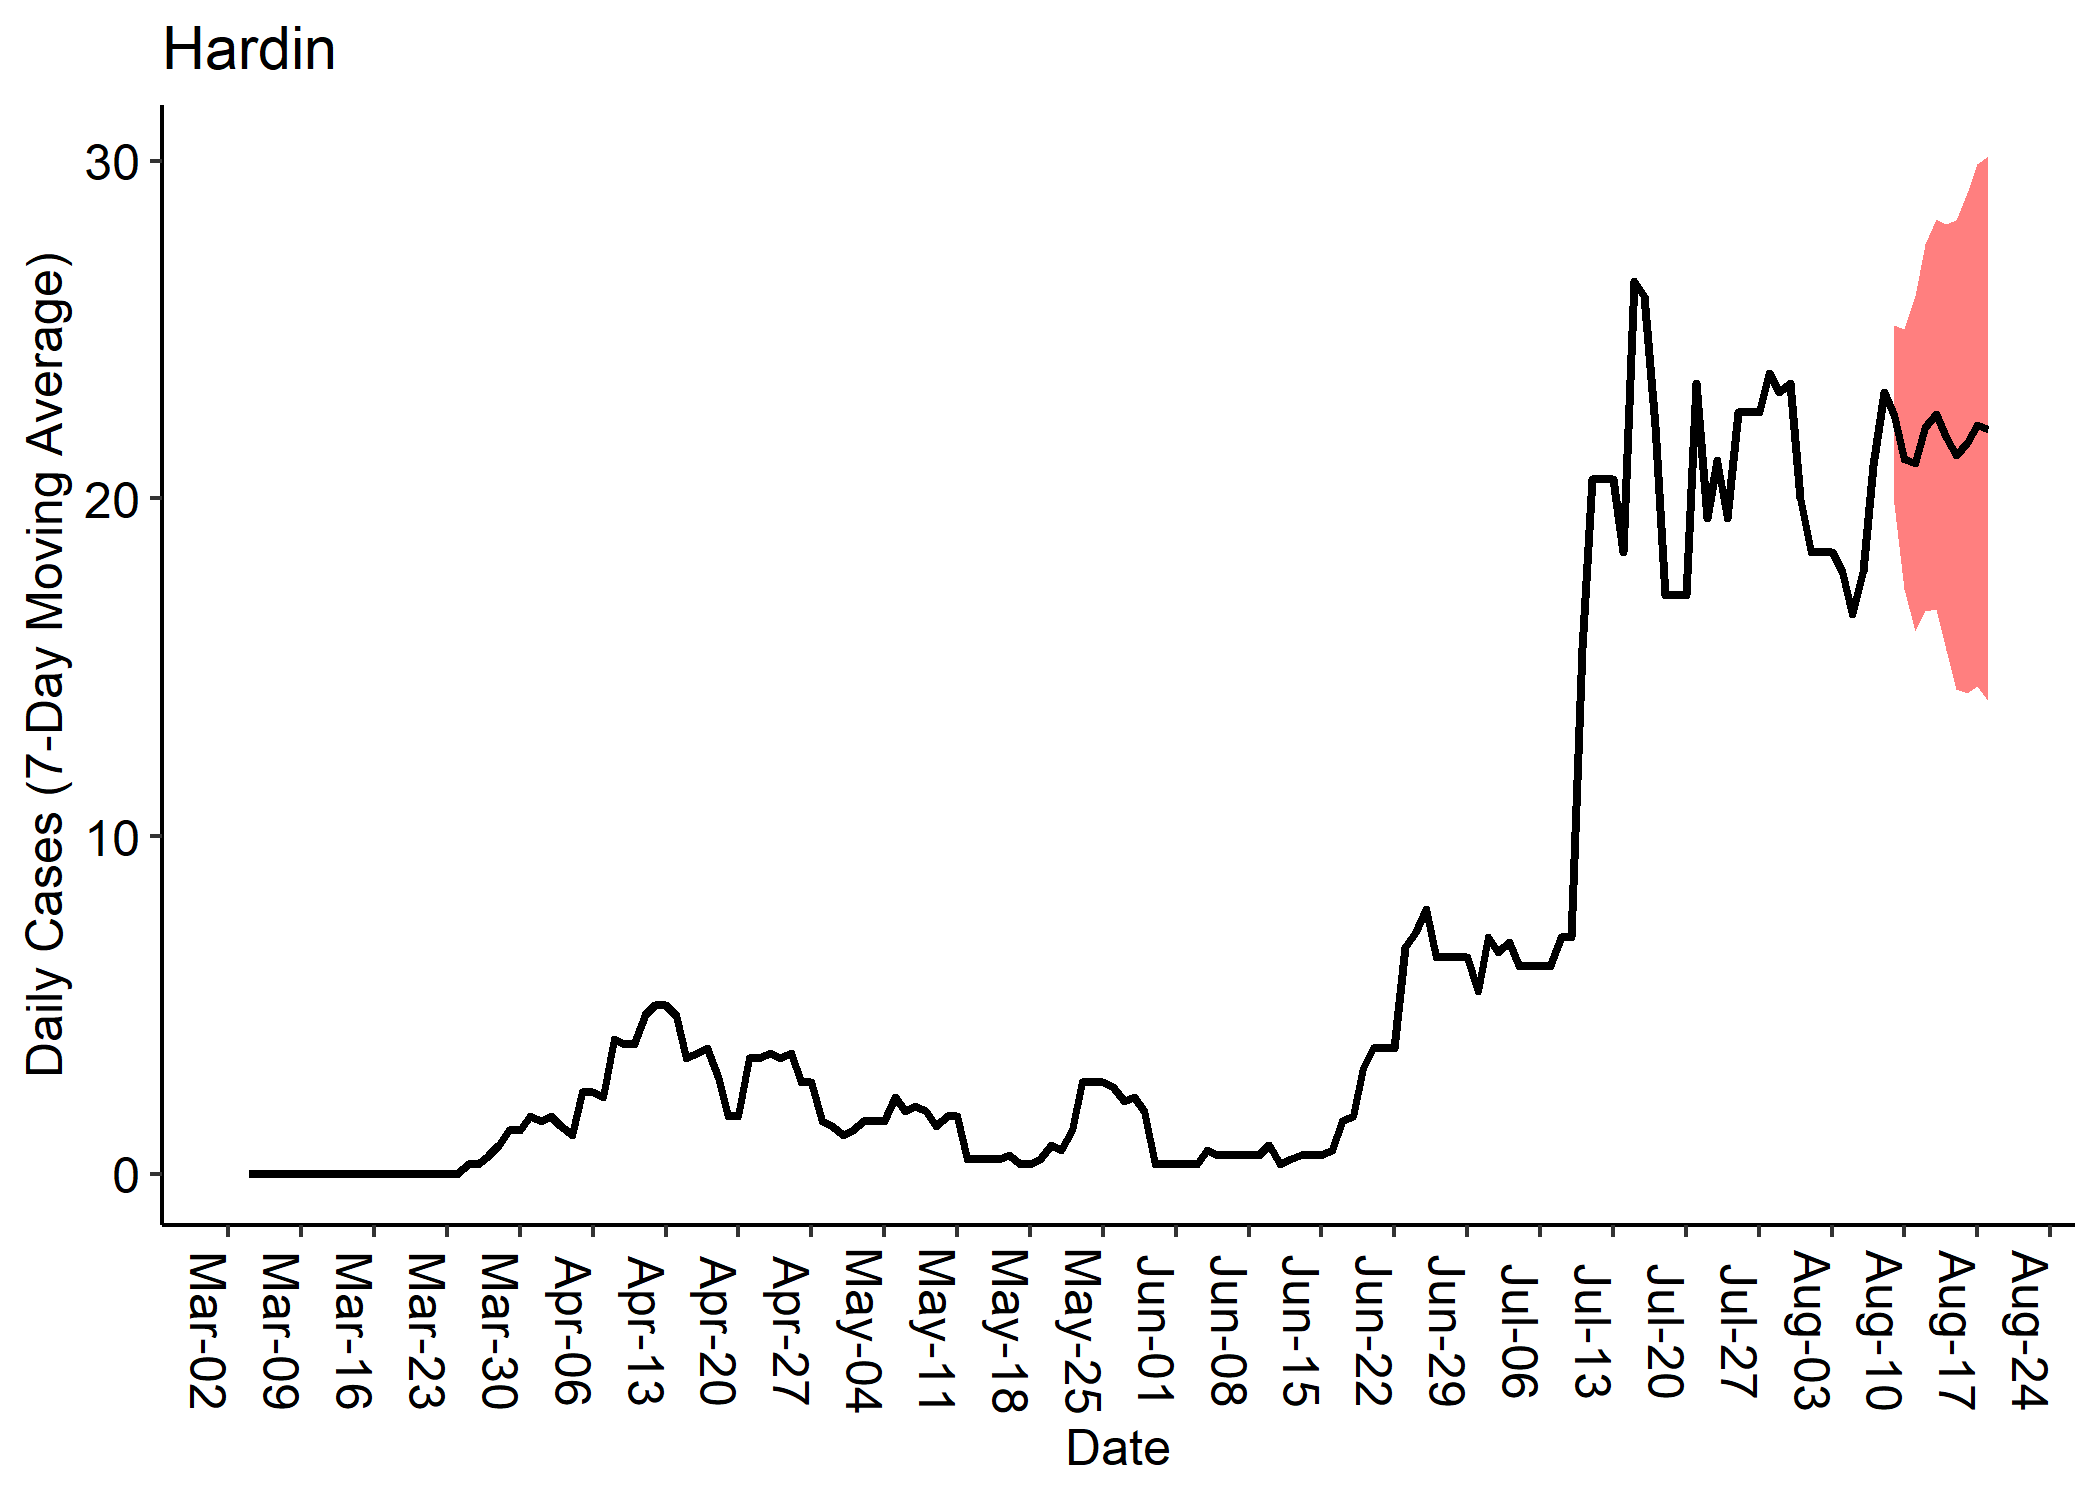 Hardin
Daily Cases (7-Day Moving Average)
30
20
10
0
Mar-02
Mar-09
Mar-16
Mar-23
Mar-30
Apr-06
Apr-13
Apr-20
Apr-27
May-04
May-11
May-18
May-25
Jun-01
Jun-08
Jun-15
Jun-22
Jun-29
Jul-06
Jul-13
Jul-20
Jul-27
Aug-03
Aug-10
Aug-17
Aug-24
Date